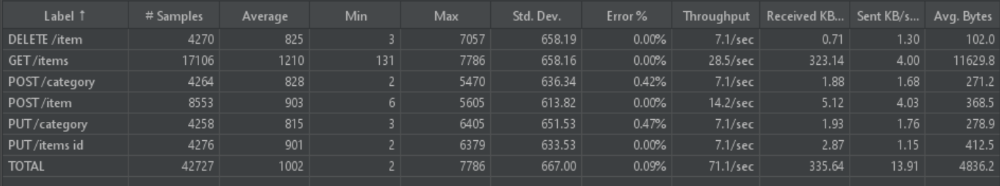 Label ↑ # Samples Average Min Max Std. Dev. Error % Throughput Received KB... Sent KB/s... Avg. Bytes
DELETE /item 4270 825 3 7057 658.19 0.00% 7.1/sec 0.71 1.30 102.0
GET /items 17106 1210 131 7786 658.16 0.00% 28.5/sec 323.14 4.00 11629.8
POST /category 4264 828 2 5470 636.34 0.42% 7.1/sec 1.88 1.68 271.2
POST /item 8553 903 6 5605 613.82 0.00% 14.2/sec 5.12 4.03 368.5
PUT /category 4258 815 3 6405 651.53 0.47% 7.1/sec 1.93 1.76 278.9
PUT /items id 4276 901 2 6379 633.53 0.00% 7.1/sec 2.87 1.15 412.5
TOTAL 42727 1002 2 7786 667.00 0.09% 71.1/sec 335.64 13.91 4836.2